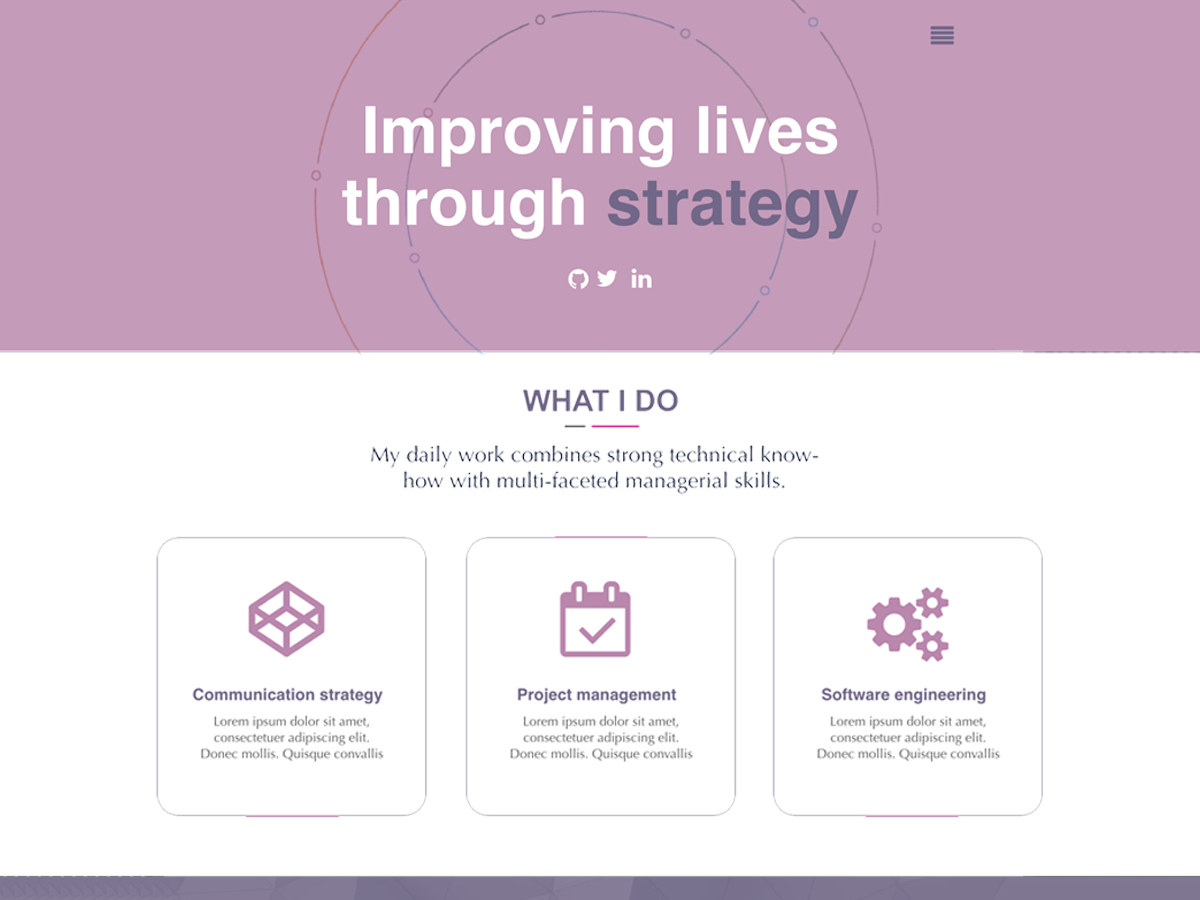 Improving lives
through strategy
in
WHAT I DO
My daily work combines strong technical know-
how with multi-faceted managerial skills.
Communication strategy
Lorem ipsum dolor sit amet,
consectetuer adipiscing elit.
Donec mollis. Quisque convallis
Project management
Lorem ipsum dolor sit amet,
consectetuer adipiscing elit.
Donec mollis. Quisque convallis
Software engineering
Lorem ipsum dolor sit amet,
consectetuer adipiscing elit.
Donec mollis. Quisque convallis